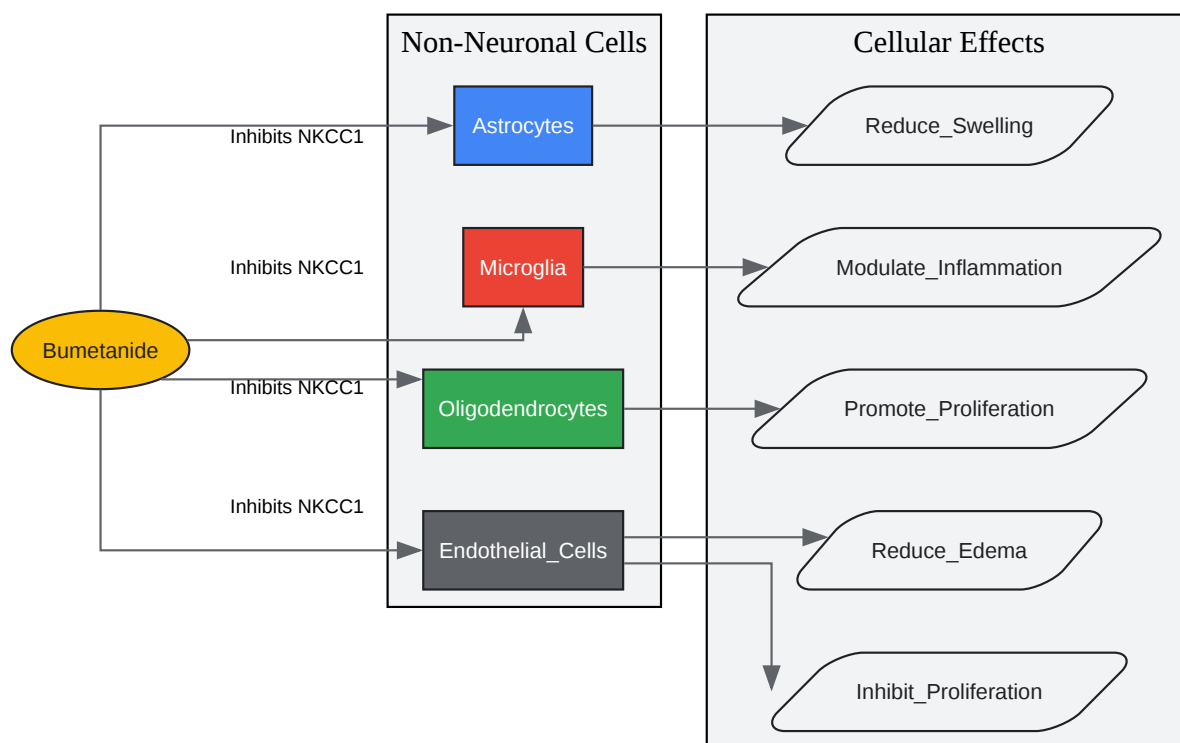 Non-Neuronal Cells
Cellular Effects
Inhibits NKCC1
Astrocytes
Reduce_Swelling
Inhibits NKCC1
Microglia
Modulate_Inflammation
Bumetanide
Inhibits NKCC1
Oligodendrocytes
Promote_Proliferation
Inhibits NKCC1
Endothelial_Cells
Reduce_Edema
Inhibit_Proliferation